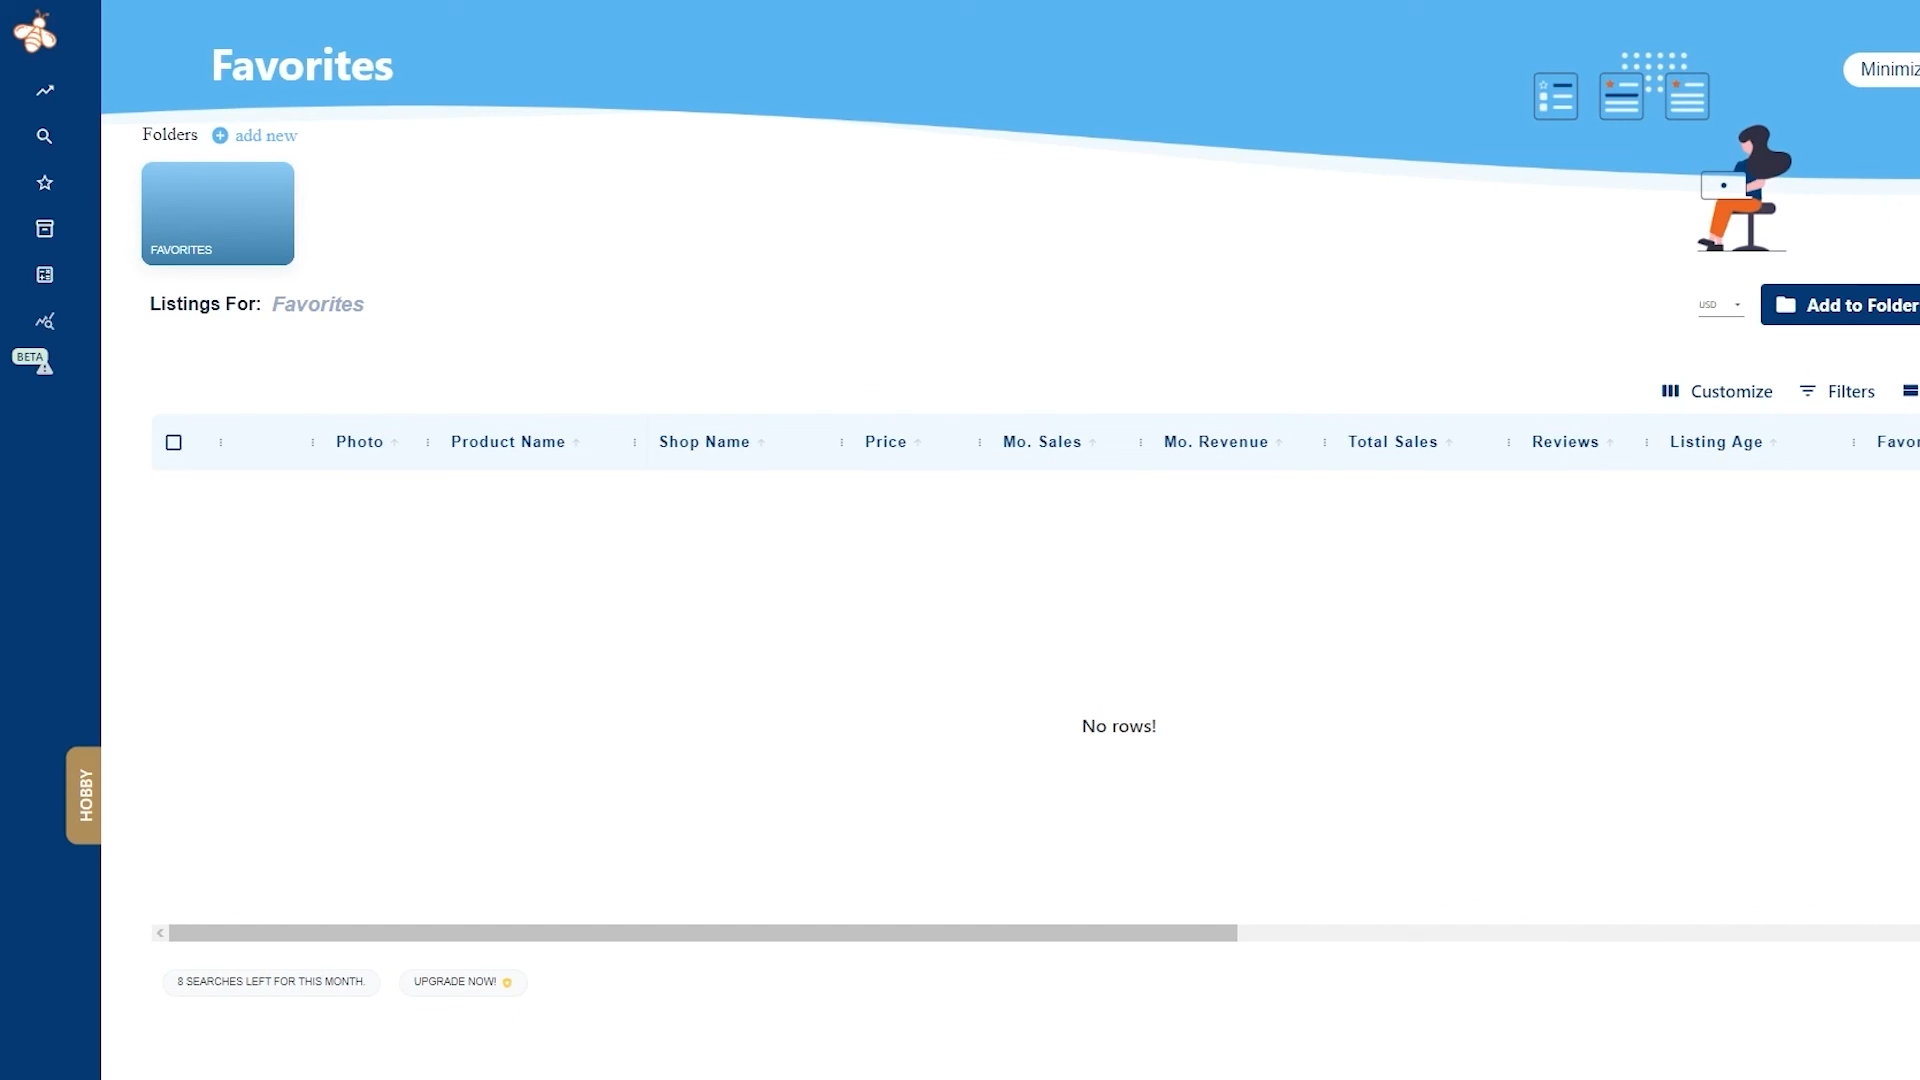 Favorites
Minimiz
Folders add new
FAVORITES
Listings For: Favorites
USD
Add to Folder
BETA
Customize Filters
Photo Product Name Shop Name Price Mo. Sales Mo. Revenue Total Sales Reviews Listing Age Favor
No rows!
HOBBY
8 SEARCHES LEFT FOR THIS MONTH. UPGRADE NOW!